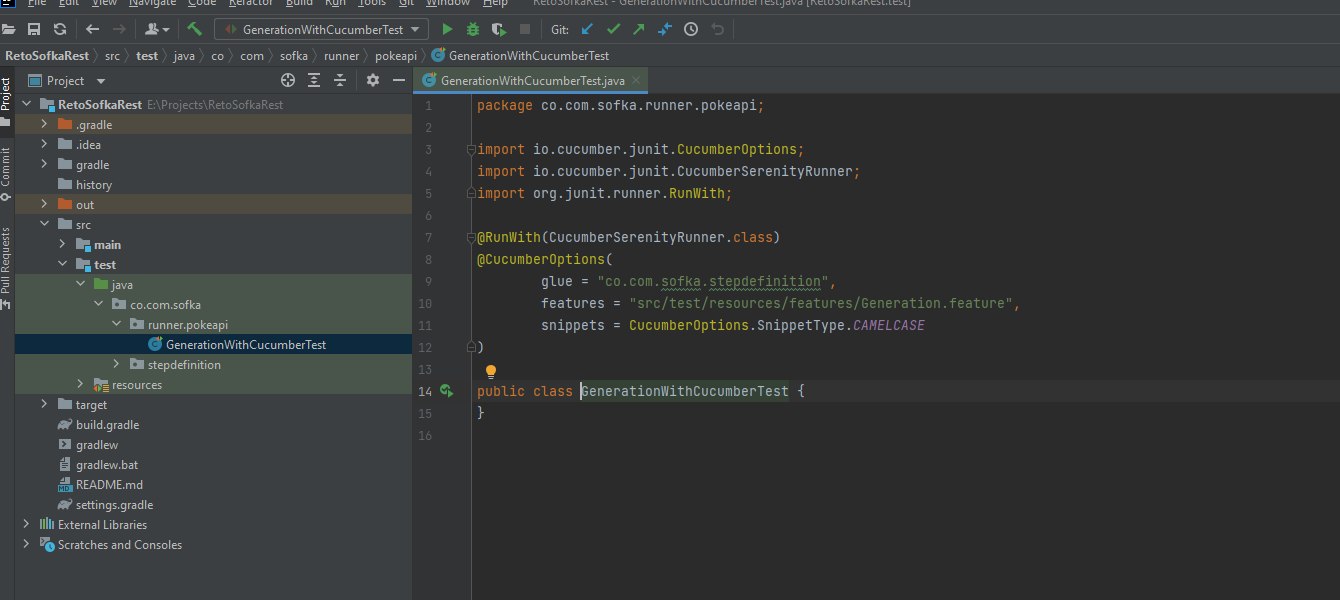 File Edit View Navigate Code Refactor Build Run Tools Git Window Help RetoSofkaRest - GenerationWithCucumberTest.java [RetoSofkaRest.test]
GenerationWithCucumberTest Git:
RetoSofkaRest src test java co com sofka runner pokeapi GenerationWithCucumberTest
Project
Commit
Pull Requests
Project
RetoSofkaRest E:\Projects\RetoSofkaRest
.gradle
.idea
gradle
history
out
src
main
test
java
co.com.sofka
runner.pokeapi
GenerationWithCucumberTest
stepdefinition
resources
target
build.gradle
gradlew
gradlew.bat
README.md
settings.gradle
External Libraries
Scratches and Consoles
GenerationWithCucumberTest.java
1 package co.com.sofka.runner.pokeapi;
2
3 import io.cucumber.junit.CucumberOptions;
4 import io.cucumber.junit.CucumberSerenityRunner;
5 import org.junit.runner.RunWith;
6
7 @RunWith(CucumberSerenityRunner.class)
8 @CucumberOptions(
9 glue = "co.com.sofka.stepdefinition",
10 features = "src/test/resources/features/Generation.feature",
11 snippets = CucumberOptions.SnippetType.CAMELCASE
12 )
13
14 public class GenerationWithCucumberTest {
15 }
16